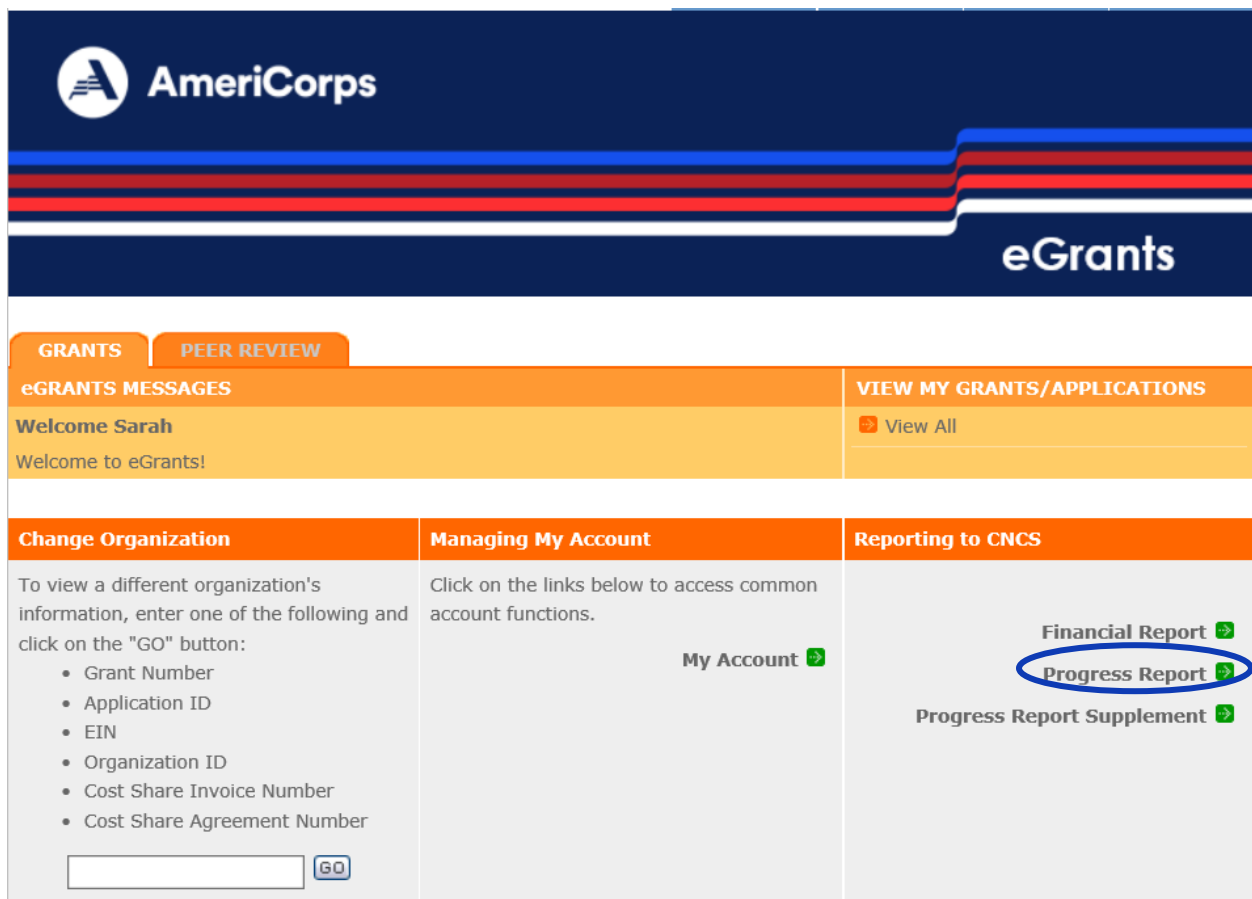 AmeriCorps
eGrants
GRANTS
PEER REVIEW
eGRANTS MESSAGES
VIEW MY GRANTS/APPLICATIONS
Welcome Sarah
View All
Welcome to eGrants!
Change Organization
To view a different organization's
information, enter one of the following and
click on the "GO" button:
• Grant Number
• Application ID
• EIN
• Organization ID
• Cost Share Invoice Number
• Cost Share Agreement Number
GO
Managing My Account
Click on the links below to access common
account functions.
My Account
Reporting to CNCS
Financial Report
Progress Report
Progress Report Supplement